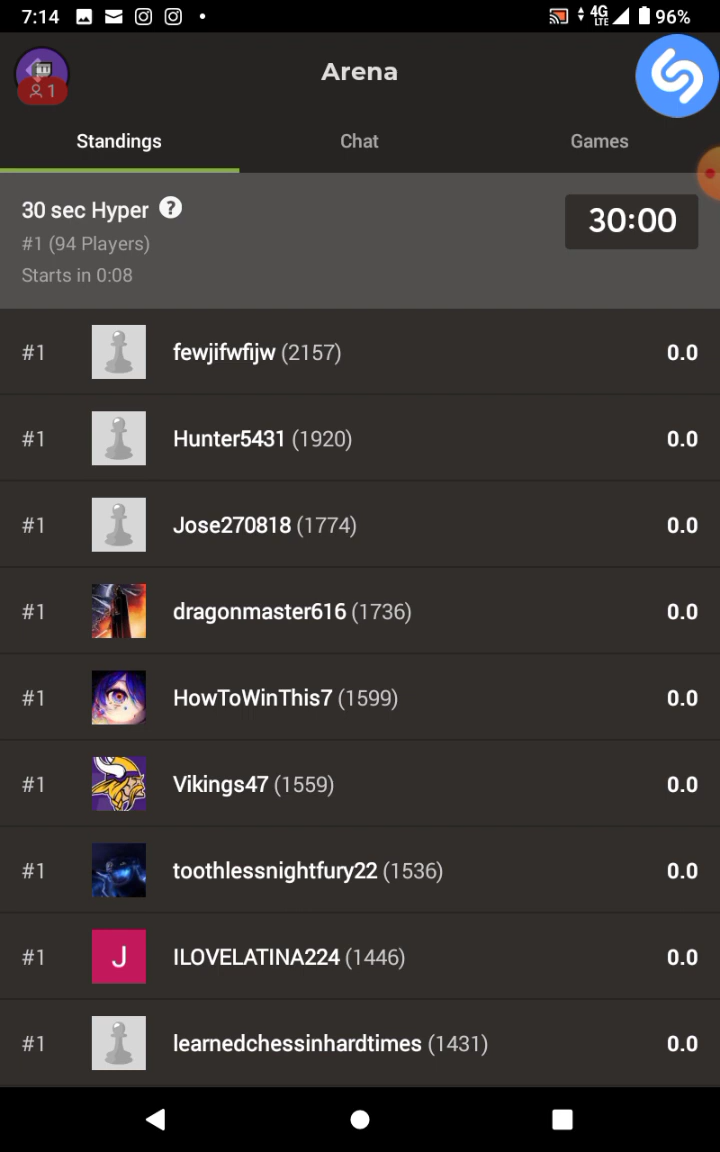 7:14
4G
LTE
96%
1
Arena
Standings
Chat
Games
30 sec Hyper ?
30:00
#1 (94 Players)
Starts in 0:08
#1 fewjifwfijw (2157) 0.0
#1 Hunter5431 (1920) 0.0
#1 Jose270818 (1774) 0.0
#1 dragonmaster616 (1736) 0.0
#1 HowToWinThis7 (1599) 0.0
#1 Vikings47 (1559) 0.0
#1 toothlessnightfury22 (1536) 0.0
#1 J ILOVELATINA224 (1446) 0.0
#1 learnedchessinhardtimes (1431) 0.0